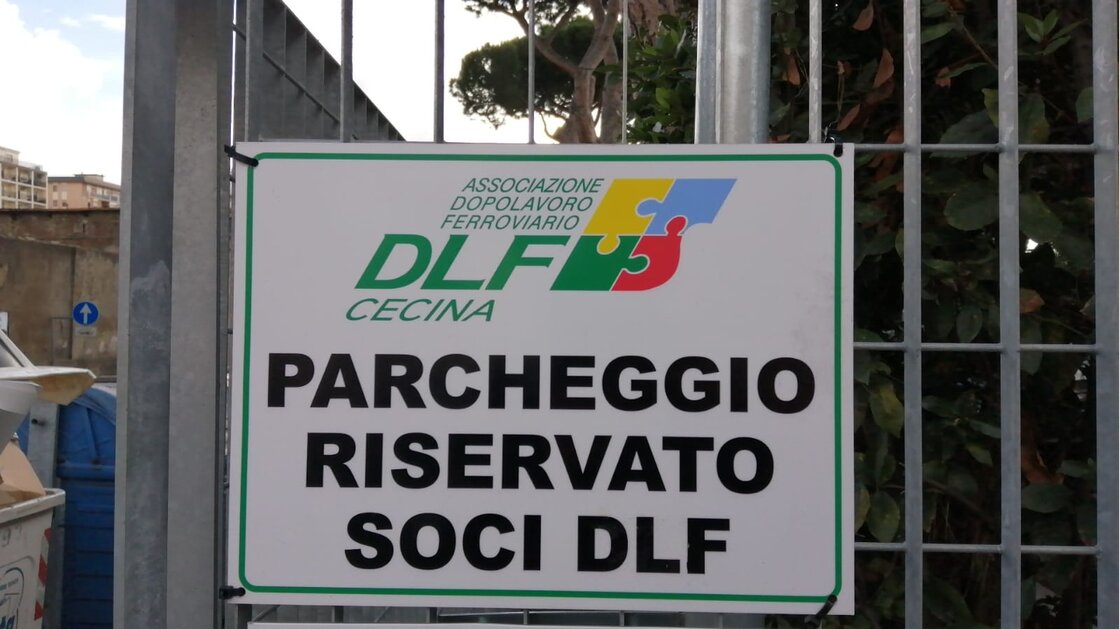 ASSOCIAZIONE
DOPOLAVORO
FERROVIARIO
DLF
CECINA
PARCHEGGIO
RISERVATO
SOCI DLF